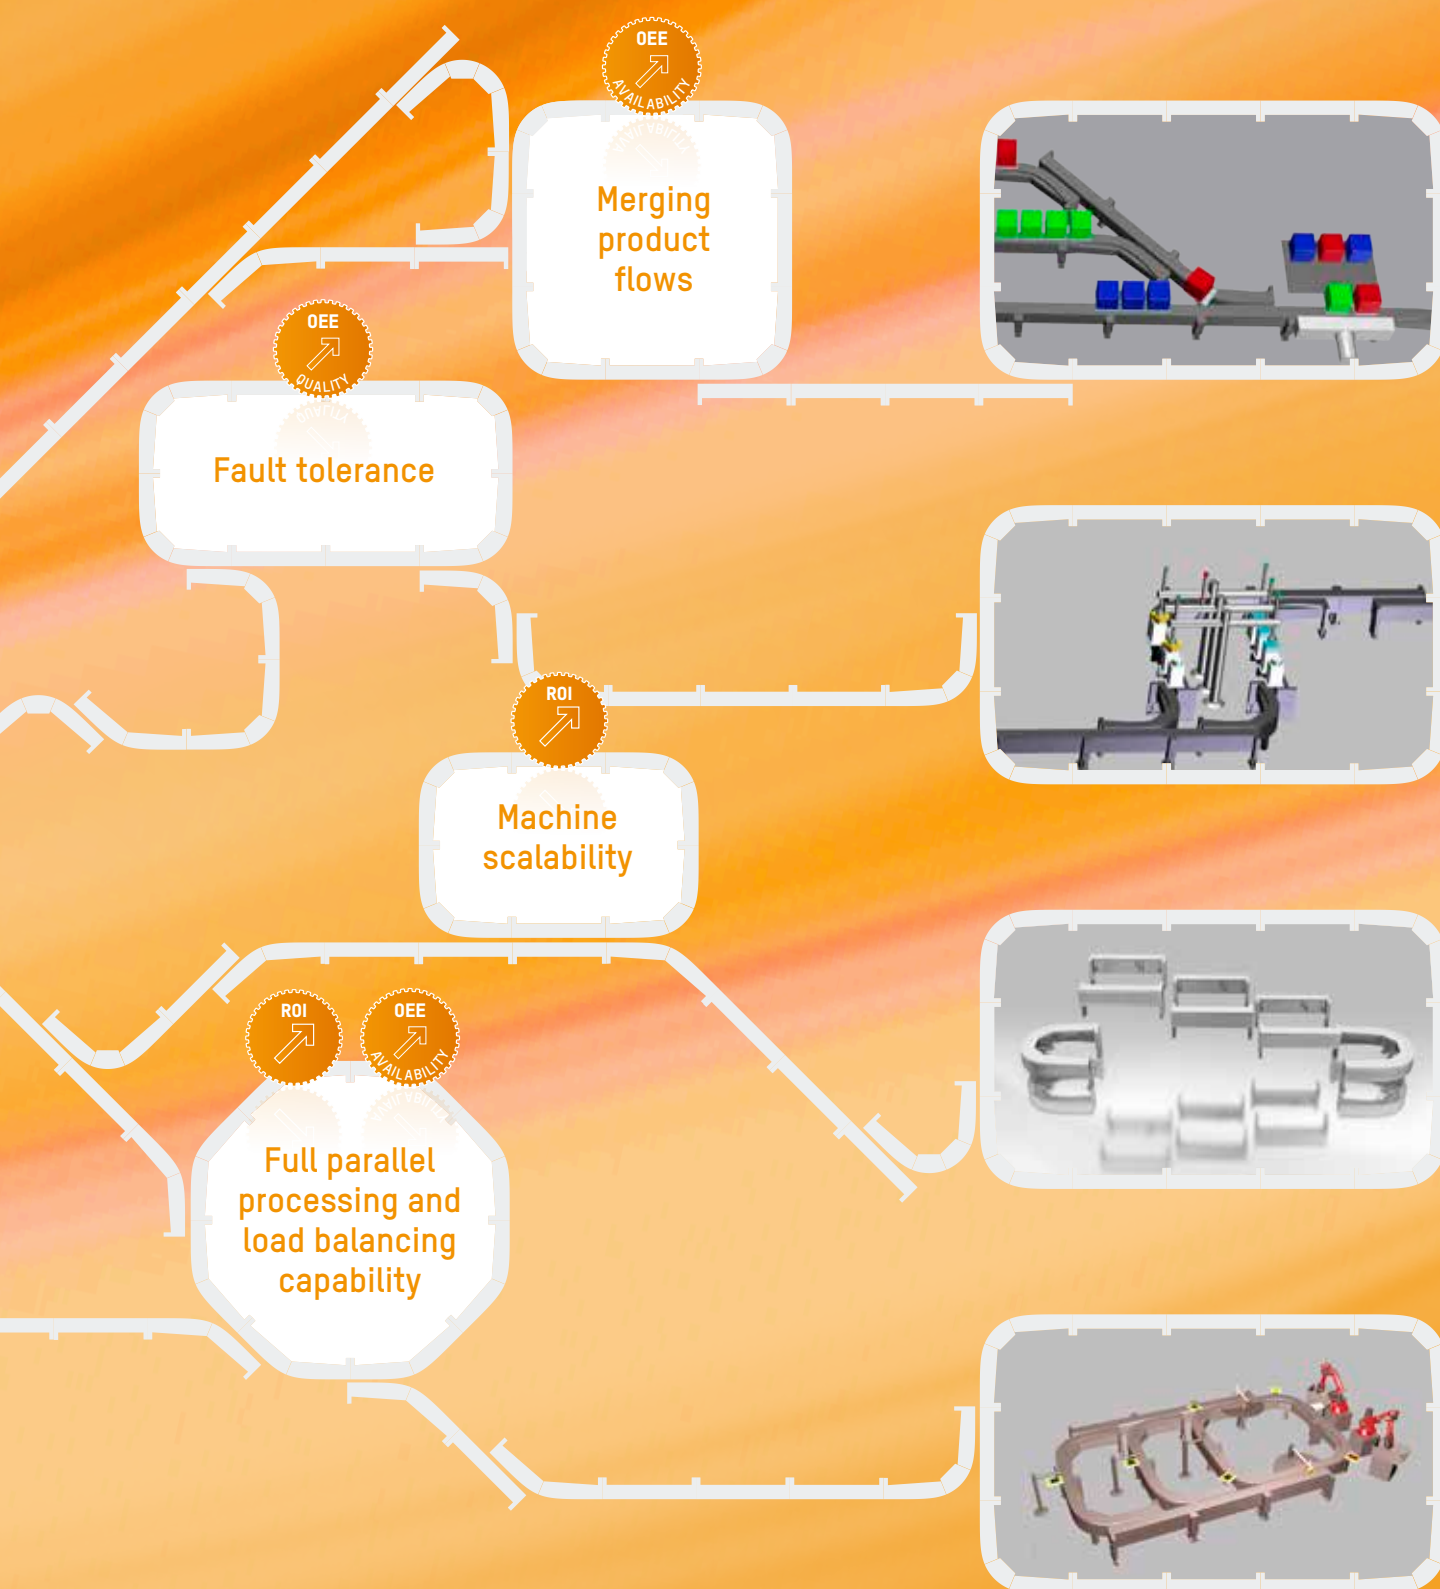 OEE
AVAILABILITY
Merging
product
flows
OEE
QUALITY
Fault tolerance
ROI
Machine
scalability
ROI
OEE
AVAILABILITY
Full parallel
processing and
load balancing
capability